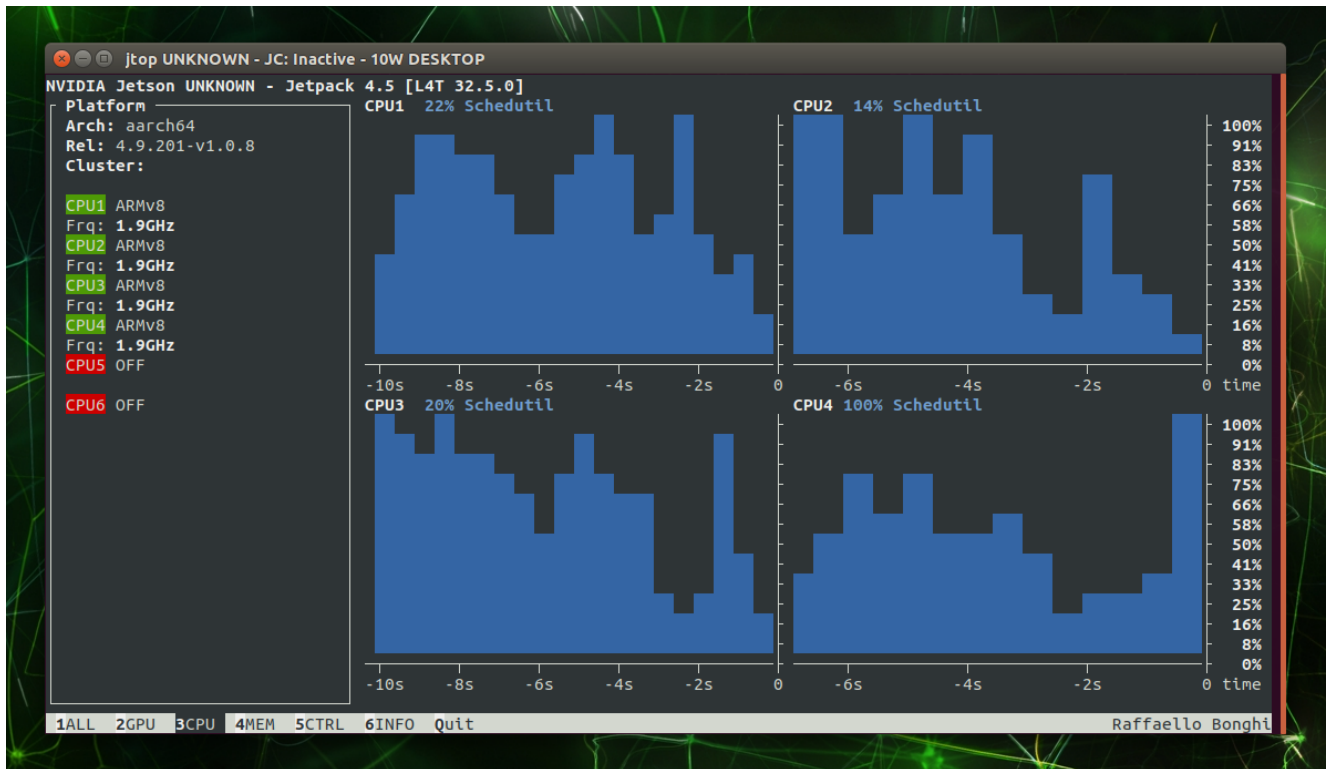 jtop UNKNOWN - JC: Inactive - 10W DESKTOP
NVIDIA Jetson UNKNOWN - Jetpack 4.5 [L4T 32.5.0]
Platform
Arch: aarch64
Rel: 4.9.201-v1.0.8
Cluster:
CPU1 ARMv8
Frq: 1.9GHz
CPU2 ARMv8
Frq: 1.9GHz
CPU3 ARMv8
Frq: 1.9GHz
CPU4 ARMv8
Frq: 1.9GHz
CPU5 OFF
CPU6 OFF
CPU1 22% Schedutil
-10s -8s -6s -4s -2s 0
CPU2 14% Schedutil
100%
91%
83%
75%
66%
58%
50%
41%
33%
25%
16%
8%
0%
-6s -4s -2s 0 time
CPU3 20% Schedutil
-10s -8s -6s -4s -2s 0
CPU4 100% Schedutil
100%
91%
83%
75%
66%
58%
50%
41%
33%
25%
16%
8%
0%
-6s -4s -2s 0 time
1ALL 2GPU 3CPU 4MEM 5CTRL 6INFO Quit Raffaello Bonghi